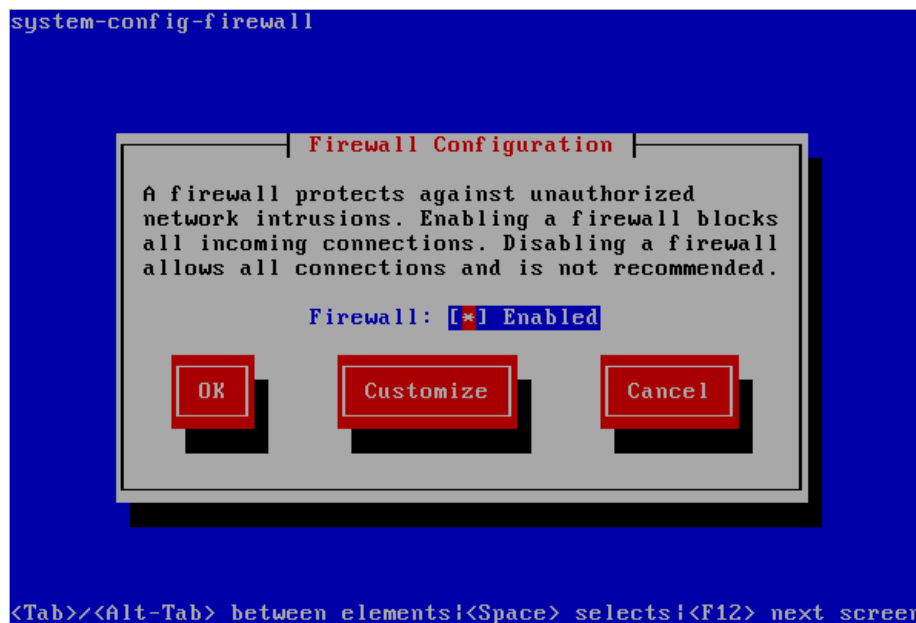 system-config-firewall
Firewall Configuration
A firewall protects against unauthorized
network intrusions. Enabling a firewall blocks
all incoming connections. Disabling a firewall
allows all connections and is not recommended.
Firewall: [*] Enabled
OK Customize Cancel
<Tab>/<Alt-Tab> between elements|<Space> selects|<F12> next screen